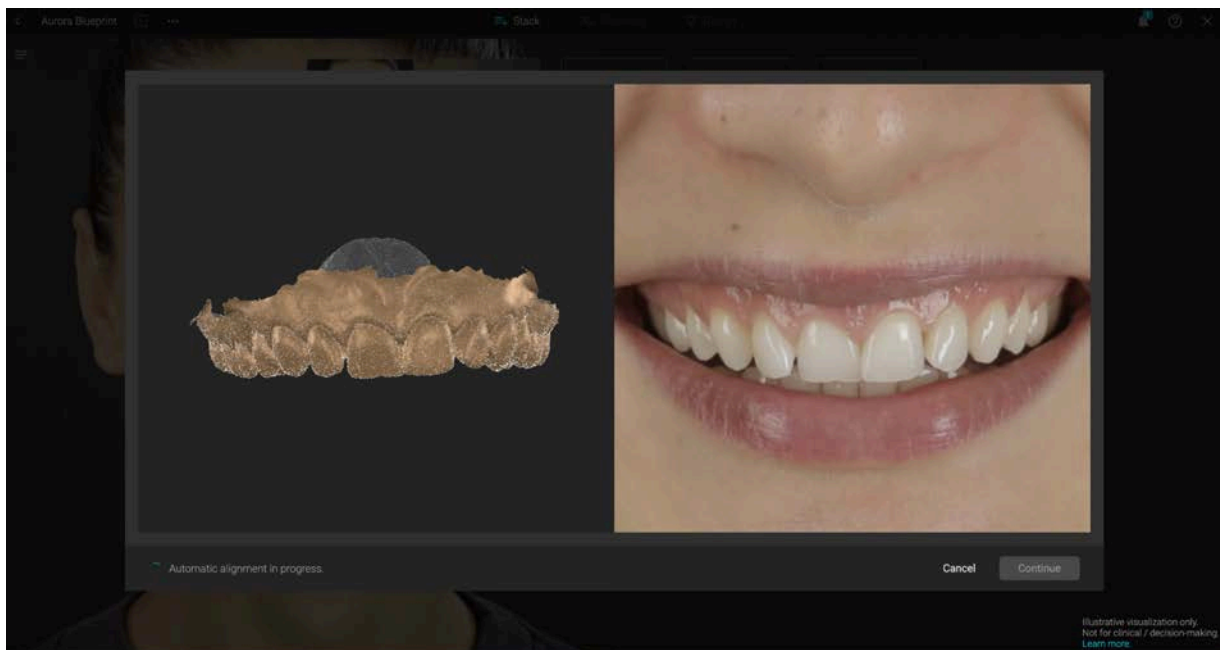 Aurora Blueprint
Stack
Automatic alignment in progress.
Cancel
Continue
Illustrative visualization only.
Not for clinical / decision-making.
Learn more.